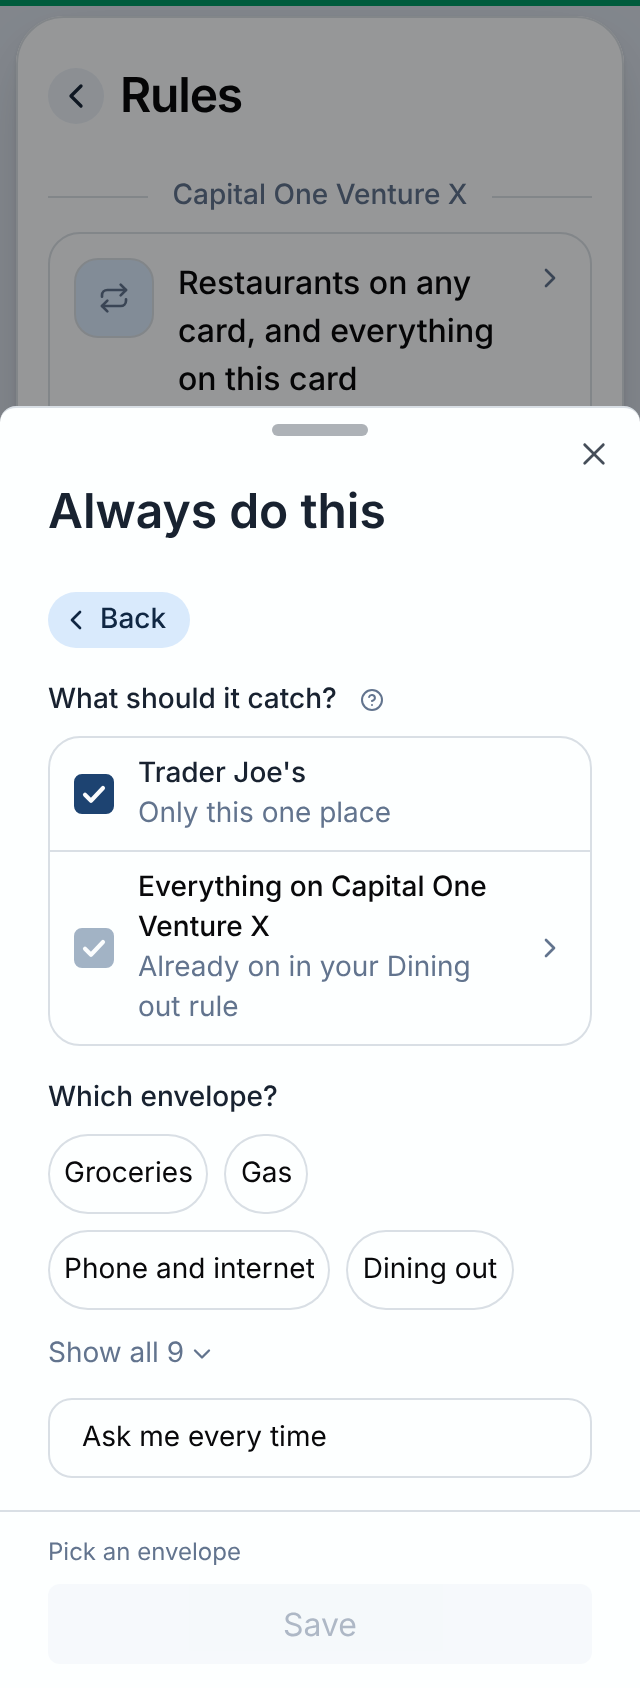 Rules
Capital One Venture X
Restaurants on any
card, and everything
on this card
Always do this
Back
What should it catch?
Trader Joe's
Only this one place
Everything on Capital One
Venture X
Already on in your Dining
out rule
Which envelope?
Groceries
Gas
Phone and internet
Dining out
Show all 9
Ask me every time
Pick an envelope
Save